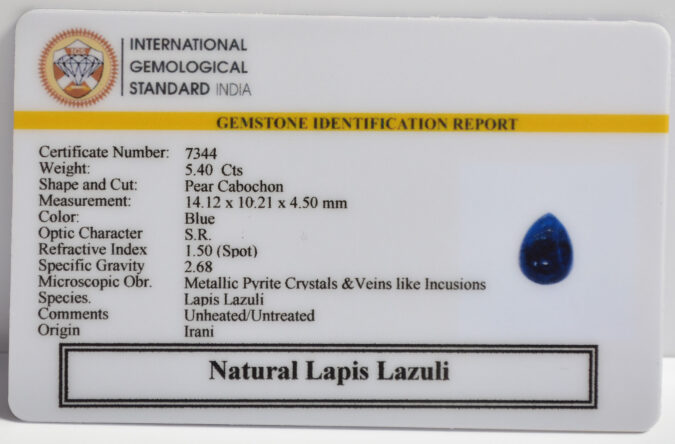 IGS
INTERNATIONAL
GEMOLOGICAL
STANDARD INDIA
GEMSTONE IDENTIFICATION REPORT
Certificate Number: 7344
Weight: 5.40 Cts
Shape and Cut: Pear Cabochon
Measurement: 14.12 x 10.21 x 4.50 mm
Color: Blue
Optic Character S.R.
Refractive Index 1.50 (Spot)
Specific Gravity 2.68
Microscopic Obr. Metallic Pyrite Crystals &Veins like Incusions
Species. Lapis Lazuli
Comments Unheated/Untreated
Origin Irani
Natural Lapis Lazuli